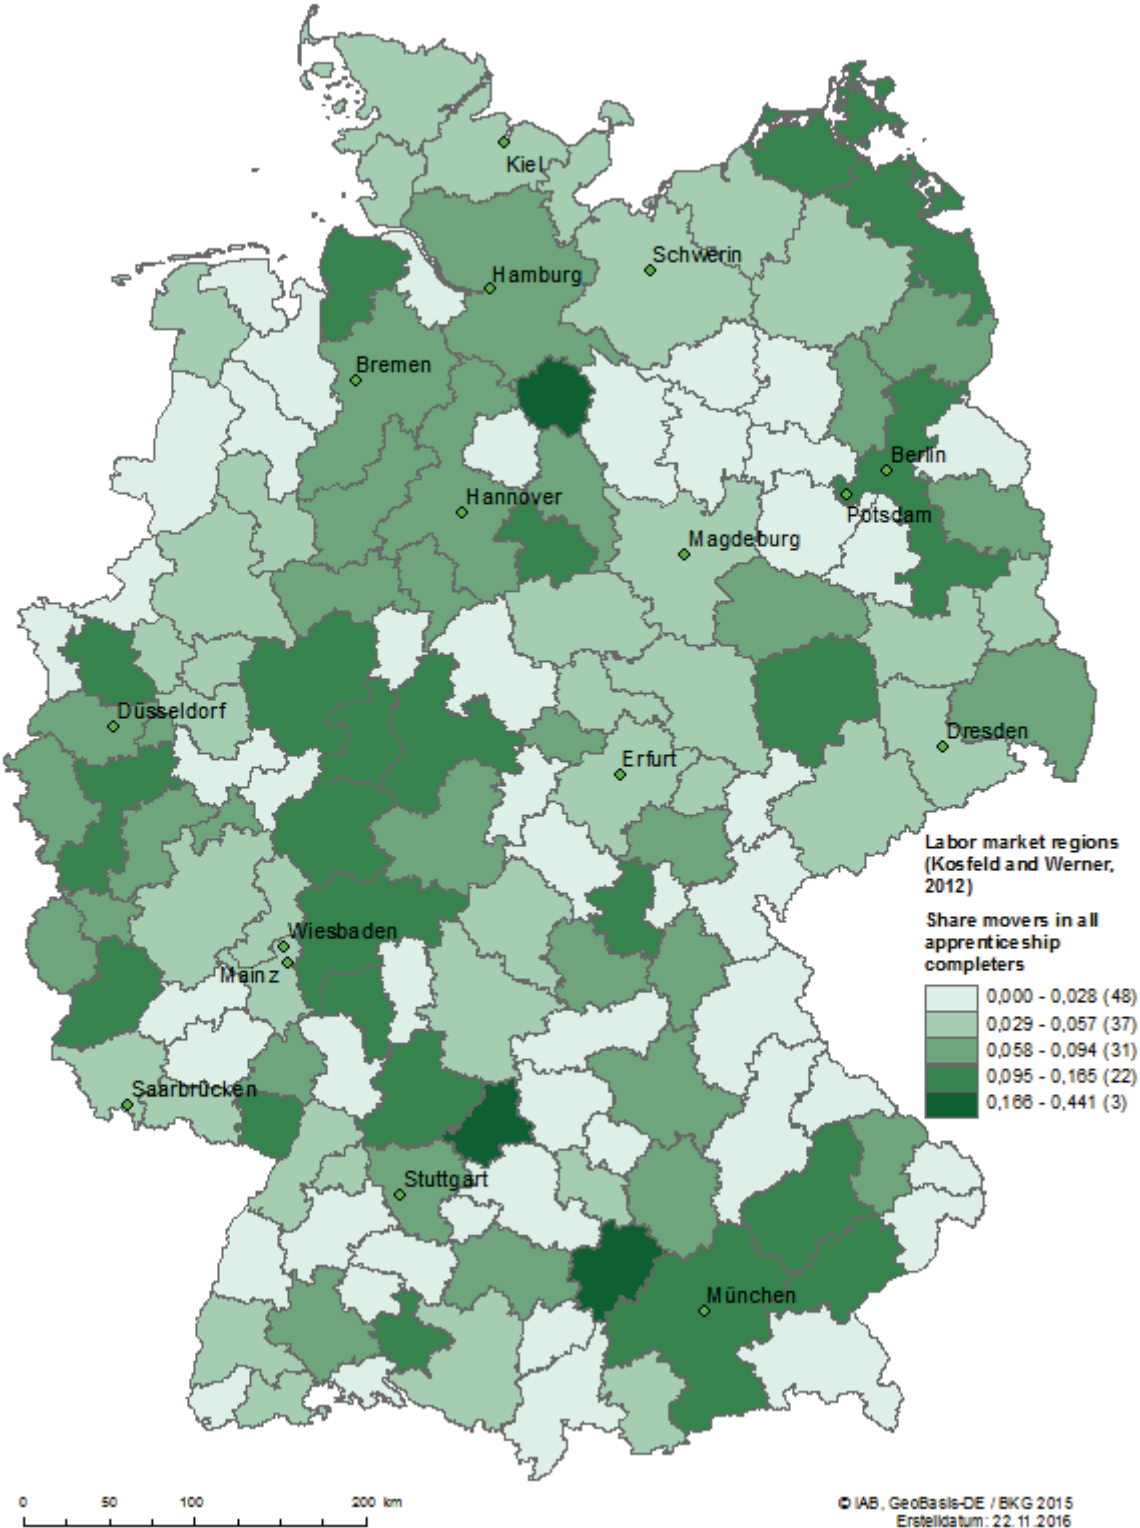 Kiel
Schwerin
Hamburg
Bremen
Berlin
Hannover
Potsdam
Magdeburg
Düsseldorf
Dresden
Erfurt
Labor market regions
(Kosfeld and Werner,
2012)
Share movers in all
apprenticeship
completers
0,000 - 0,028 (48)
0,029 - 0,057 (37)
0,058 - 0,094 (31)
0,095 - 0,165 (22)
0,166 - 0,441 (3)
Wiesbaden
Mainz
Saarbrücken
Stuttgart
München
0 50 100 200 km
© IAB, GeoBasis-DE / BKG 2015
Erstelldatum: 22.11.2016